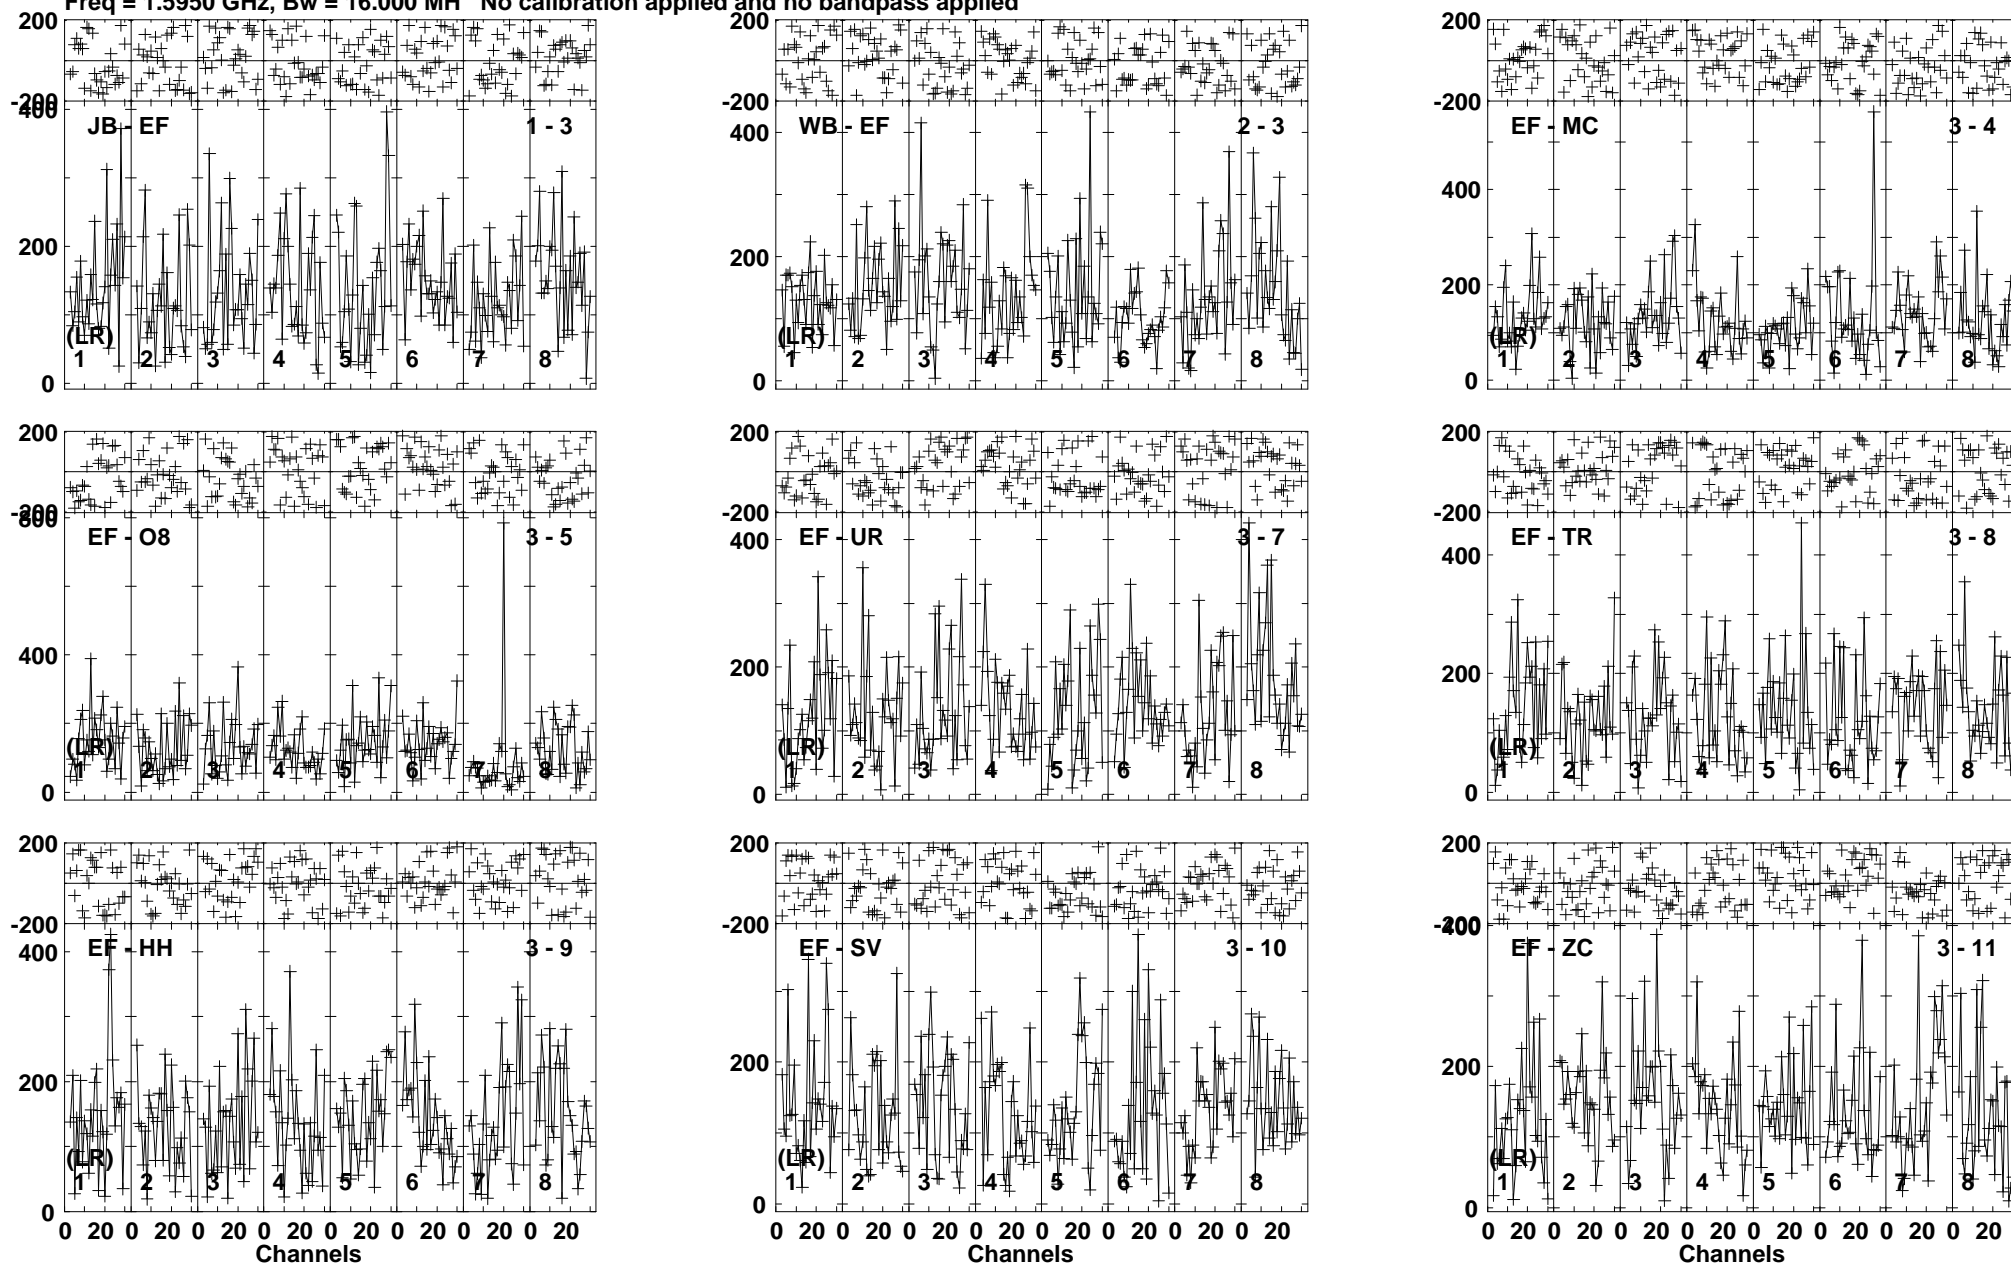 Freq = 1.5950 GHz, Bw = 16.000 MH No calibration applied and no bandpass applied
200 200 200
-200 -200 -200
400 JB - EF 1 - 3 WB - EF 2 - 3 EF - MC 3 - 4
400 400
200 200 200
(LR) (LR) (LR)
1 2 3 4 5 6 7 8 1 2 3 4 5 6 7 8 1 2 3 4 5 6 7 8
0 0 0
200 200 200
-200 -200 -200
800 EF - O8 3 - 5 EF - UR 3 - 7 EF - TR 3 - 8
400 400 400
200 200
(LR) (LR) (LR)
1 2 3 4 5 6 7 8 1 2 3 4 5 6 7 8 1 2 3 4 5 6 7 8
0 0 0
200 200 200
-200 -200 -200
400 EF - HH 3 - 9 EF - SV 3 - 10 400 EF - ZC 3 - 11
200 200 200
(LR) (LR) (LR)
1 2 3 4 5 6 7 8 1 2 3 4 5 6 7 8 1 2 3 4 5 6 7 8
0 0 0
0 20 0 20 0 20 0 20 0 20 0 20 0 20 0 20 0 20 0 20 0 20 0 20 0 20 0 20 0 20 0 20 0 20 0 20 0 20 0 20 0 20 0 20 0 20 0 20
Channels Channels Channels